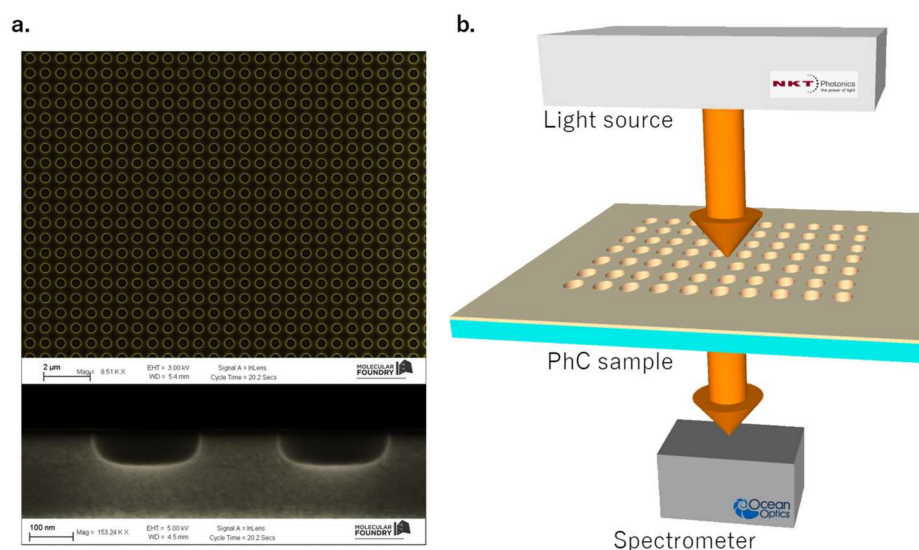 a.
2 µm
Mag = 8.51 K X
EHT = 3.00 kV
WD = 5.4 mm
Signal A = InLens
Cycle Time = 20.2 Secs
MOLECULAR
FOUNDRY
100 nm
Mag = 153.24 K X
EHT = 5.00 kV
WD = 4.5 mm
Signal A = InLens
Cycle Time = 20.2 Secs
MOLECULAR
FOUNDRY
b.
NKT Photonics
the power of light
Light source
PhC sample
Ocean
Optics
Spectrometer